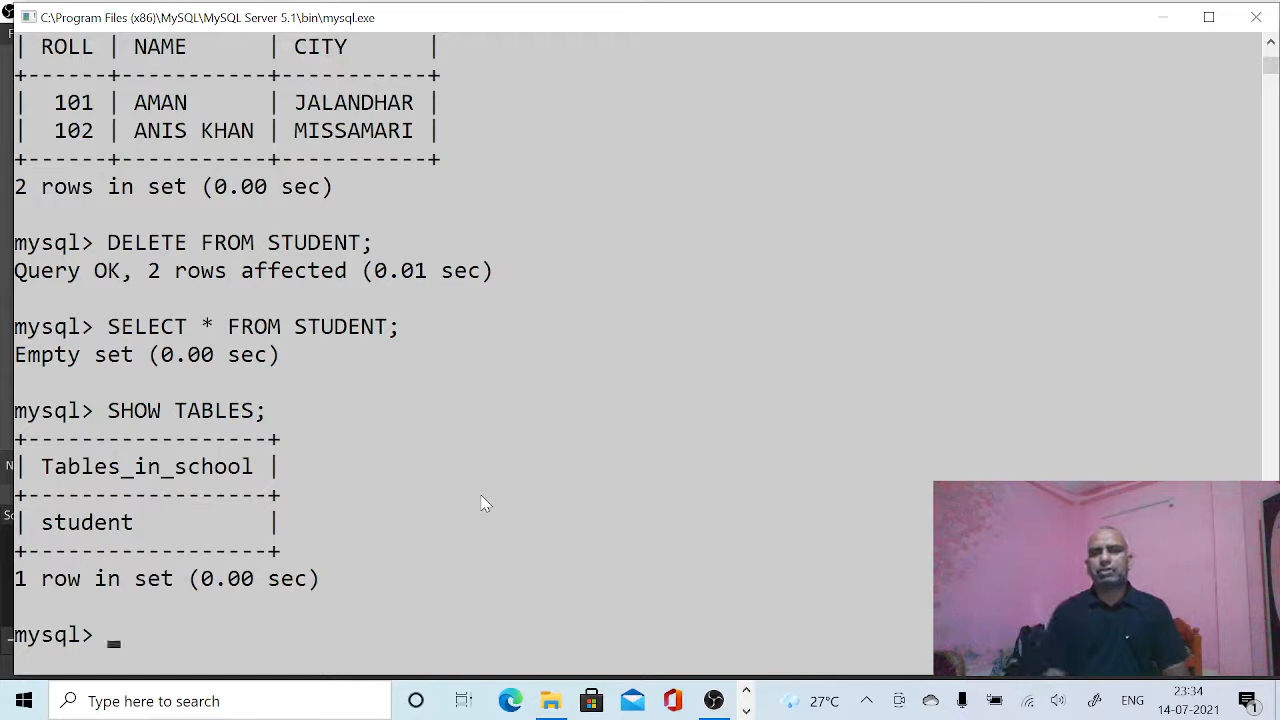 C:\Program Files (x86)\MySQL\MySQL Server 5.1\bin\mysql.exe
| ROLL | NAME      | CITY      |
+------+-----------+-----------+
|  101 | AMAN      | JALANDHAR |
|  102 | ANIS KHAN | MISSAMARI |
+------+-----------+-----------+
2 rows in set (0.00 sec)
mysql> DELETE FROM STUDENT;
Query OK, 2 rows affected (0.01 sec)
mysql> SELECT * FROM STUDENT;
Empty set (0.00 sec)
mysql> SHOW TABLES;
+------------------+
| Tables_in_school |
+------------------+
| student          |
+------------------+
1 row in set (0.00 sec)
mysql> _
Type here to search
27°C
ENG
23:34
14-07-2021
1